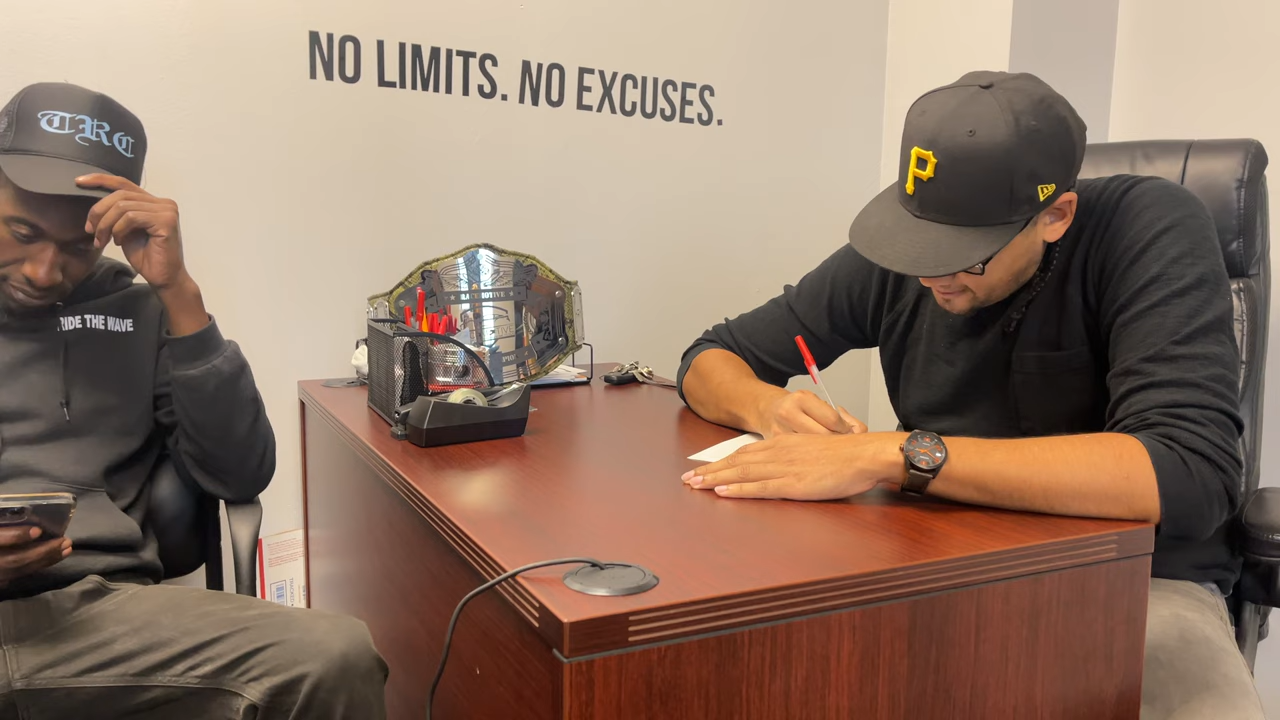 NO LIMITS. NO EXCUSES.
TRC
P
RIDE THE WAVE